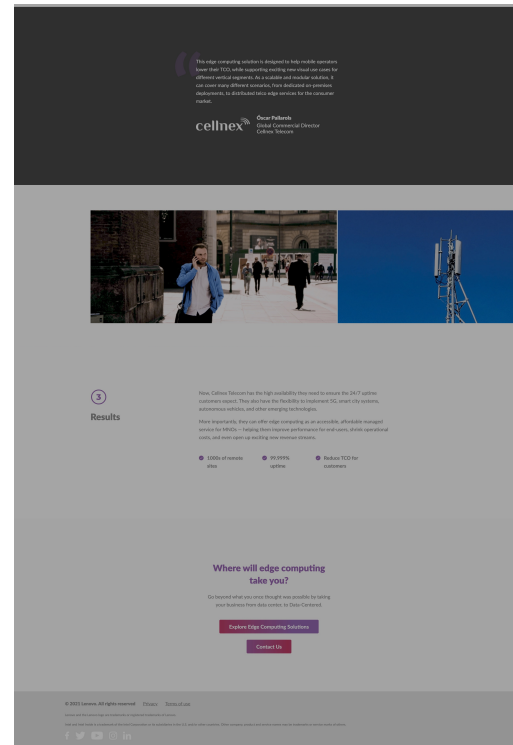 This edge computing solution is designed to help mobile operators
lower their TCO, while supporting exciting new visual use cases for
different vertical segments. As a scalable and modular solution, it
can cover many different scenarios, from dedicated on-premises
deployments, to distributed telco edge services for the consumer
market.
cellnex
Óscar Pallarols
Global Commercial Director
Cellnex Telecom
3
Results
Now, Cellnex Telecom has the high availability they need to ensure the 24/7 uptime
customers expect. They also have the flexibility to implement 5G, smart city systems,
autonomous vehicles, and other emerging technologies.
More importantly, they can offer edge computing as an accessible, affordable managed
service for MNOs — helping them improve performance for end users, shrink operational
costs, and even open up exciting new revenue streams.
1000s of remote
sites
99.999%
uptime
Reduce TCO for
customers
Where will edge computing
take you?
Go beyond what you once thought was possible by taking
your business from data center, to Data-Centered.
Explore Edge Computing Solutions
Contact Us
© 2023 Lenovo. All rights reserved. Privacy Terms of use